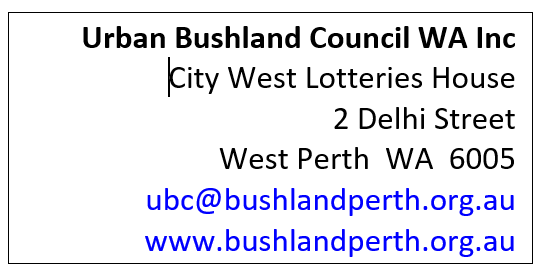 Urban Bushland Council WA Inc
City West Lotteries House
2 Delhi Street
West Perth  WA  6005
ubc@bushlandperth.org.au
www.bushlandperth.org.au